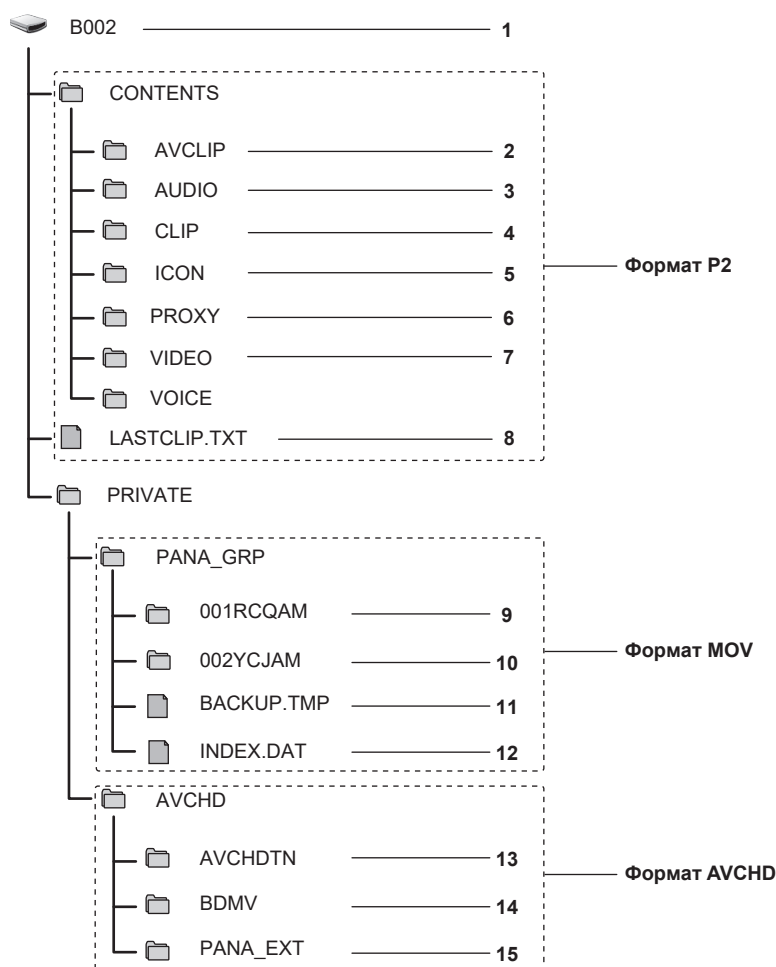 B002 1
CONTENTS
AVCLIP 2
AUDIO 3
CLIP 4
ICON 5
Формат P2
PROXY 6
VIDEO 7
VOICE
LASTCLIP.TXT 8
PRIVATE
PANA_GRP
001RCQAM 9
Формат MOV
002YCJAM 10
BACKUP.TMP 11
INDEX.DAT 12
AVCHD
AVCHDTN 13
Формат AVCHD
BDMV 14
PANA_EXT 15